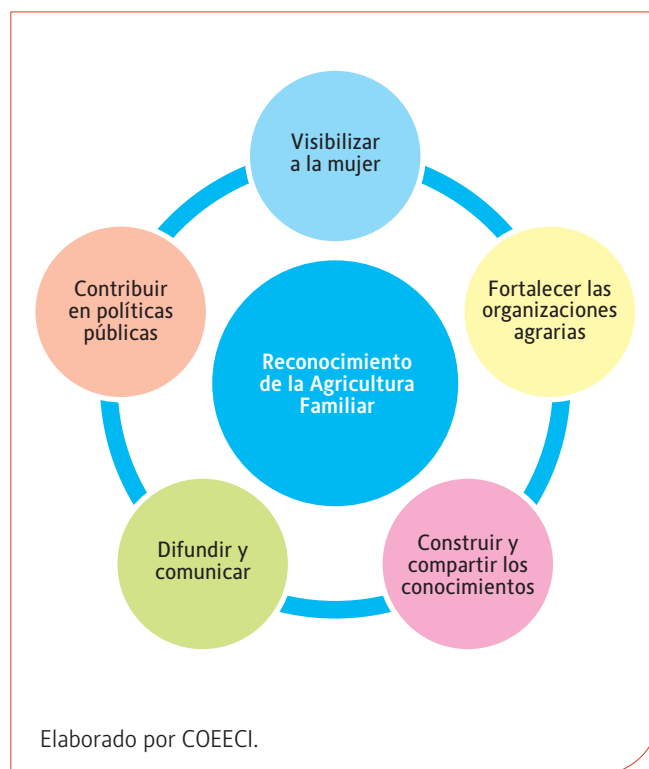 Visibilizar
a la mujer
Fortalecer las
organizaciones
agrarias
Construir y
compartir los
conocimientos
Difundir y
comunicar
Contribuir
en políticas
públicas
Reconocimiento
de la Agricultura
Familiar
Elaborado por COEECI.